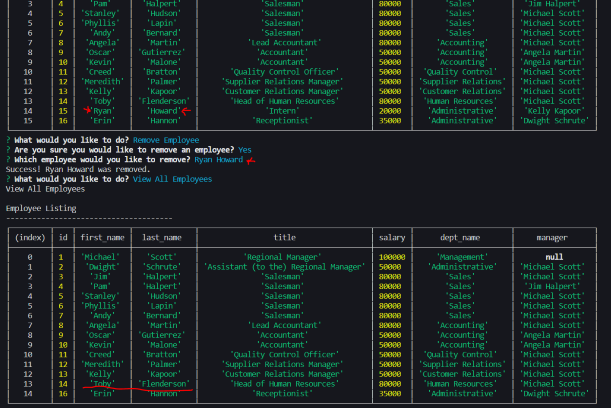 3 4 'Pam' 'Halpert' 'Salesman' 80000 'Sales' 'Jim Halpert'
4 5 'Stanley' 'Hudson' 'Salesman' 80000 'Sales' 'Michael Scott'
5 6 'Phyllis' 'Lapin' 'Salesman' 80000 'Sales' 'Michael Scott'
6 7 'Andy' 'Bernard' 'Salesman' 80000 'Sales' 'Michael Scott'
7 8 'Angela' 'Martin' 'Lead Accountant' 80000 'Accounting' 'Michael Scott'
8 9 'Oscar' 'Gutierrez' 'Accountant' 50000 'Accounting' 'Angela Martin'
9 10 'Kevin' 'Malone' 'Accountant' 50000 'Accounting' 'Angela Martin'
10 11 'Creed' 'Bratton' 'Quality Control Officer' 50000 'Quality Control' 'Michael Scott'
11 12 'Meredith' 'Palmer' 'Supplier Relations Manager' 50000 'Supplier Relations' 'Michael Scott'
12 13 'Kelly' 'Kapoor' 'Customer Relations Manager' 50000 'Customer Relations' 'Michael Scott'
13 14 'Toby' 'Flenderson' 'Head of Human Resources' 80000 'Human Resources' 'Michael Scott'
14 15 'Ryan' 'Howard' 'Intern' 20000 'Administrative' 'Kelly Kapoor'
15 16 'Erin' 'Hannon' 'Receptionist' 35000 'Administrative' 'Dwight Schrute'
? What would you like to do? Remove Employee
? Are you sure you would like to remove an employee? Yes
? Which employee would you like to remove? Ryan Howard
Success! Ryan Howard was removed.
? What would you like to do? View All Employees
View All Employees
Employee Listing
------------------------------------
(index) id first_name last_name title salary dept_name manager
0 1 'Michael' 'Scott' 'Regional Manager' 100000 'Management' null
1 2 'Dwight' 'Schrute' 'Assistant (to the) Regional Manager' 50000 'Administrative' 'Michael Scott'
2 3 'Jim' 'Halpert' 'Salesman' 80000 'Sales' 'Michael Scott'
3 4 'Pam' 'Halpert' 'Salesman' 80000 'Sales' 'Jim Halpert'
4 5 'Stanley' 'Hudson' 'Salesman' 80000 'Sales' 'Michael Scott'
5 6 'Phyllis' 'Lapin' 'Salesman' 80000 'Sales' 'Michael Scott'
6 7 'Andy' 'Bernard' 'Salesman' 80000 'Sales' 'Michael Scott'
7 8 'Angela' 'Martin' 'Lead Accountant' 80000 'Accounting' 'Michael Scott'
8 9 'Oscar' 'Gutierrez' 'Accountant' 50000 'Accounting' 'Angela Martin'
9 10 'Kevin' 'Malone' 'Accountant' 50000 'Accounting' 'Angela Martin'
10 11 'Creed' 'Bratton' 'Quality Control Officer' 50000 'Quality Control' 'Michael Scott'
11 12 'Meredith' 'Palmer' 'Supplier Relations Manager' 50000 'Supplier Relations' 'Michael Scott'
12 13 'Kelly' 'Kapoor' 'Customer Relations Manager' 50000 'Customer Relations' 'Michael Scott'
13 14 'Toby' 'Flenderson' 'Head of Human Resources' 80000 'Human Resources' 'Michael Scott'
14 16 'Erin' 'Hannon' 'Receptionist' 35000 'Administrative' 'Dwight Schrute'